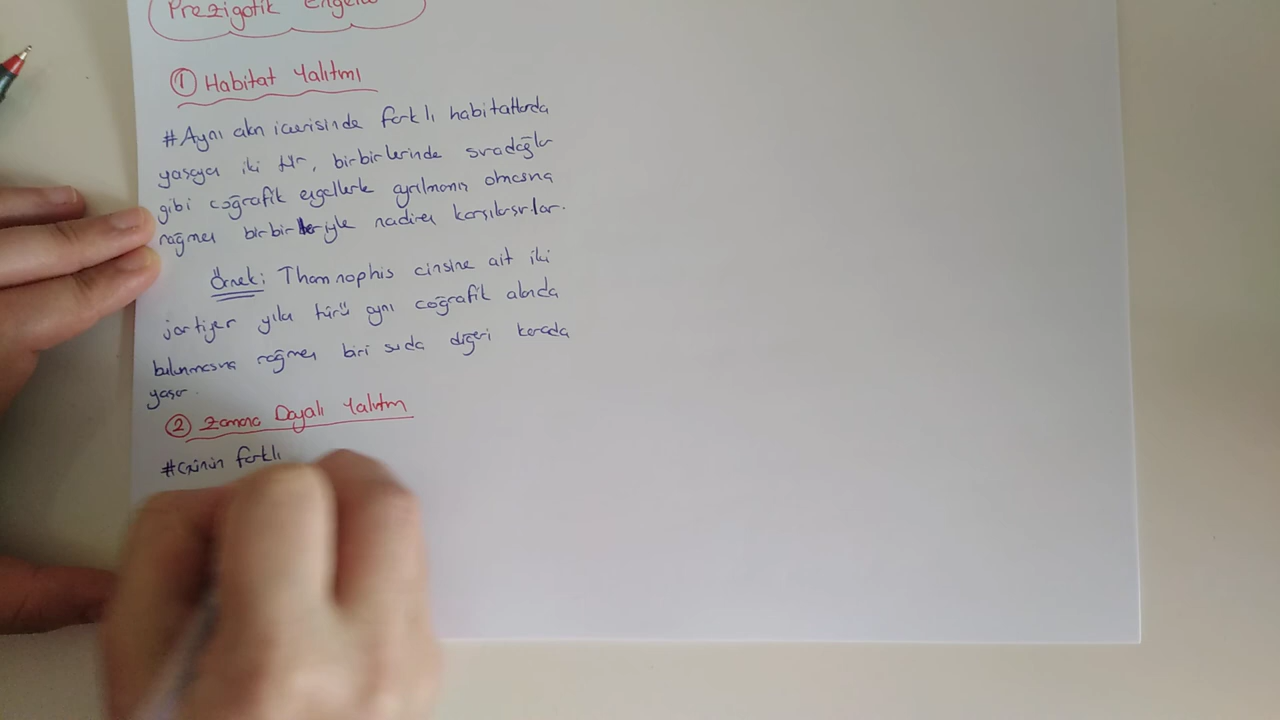 Prezigotik Engeller
① Habitat Yalıtımı
#Aynı alan içerisinde farklı habitatlarda
yaşayan iki tür, birbirlerinde sıradağlar
gibi coğrafik engellerle ayrılmamış olmasına
rağmen birbirleriyle nadiren karşılaşırlar.
Örnek: Thamnophis cinsine ait iki
jartiyer yılan türü aynı coğrafik alanda
bulunmasına rağmen biri suda diğeri karada
yaşar.
② Zamana Dayalı Yalıtım
#Günün farklı